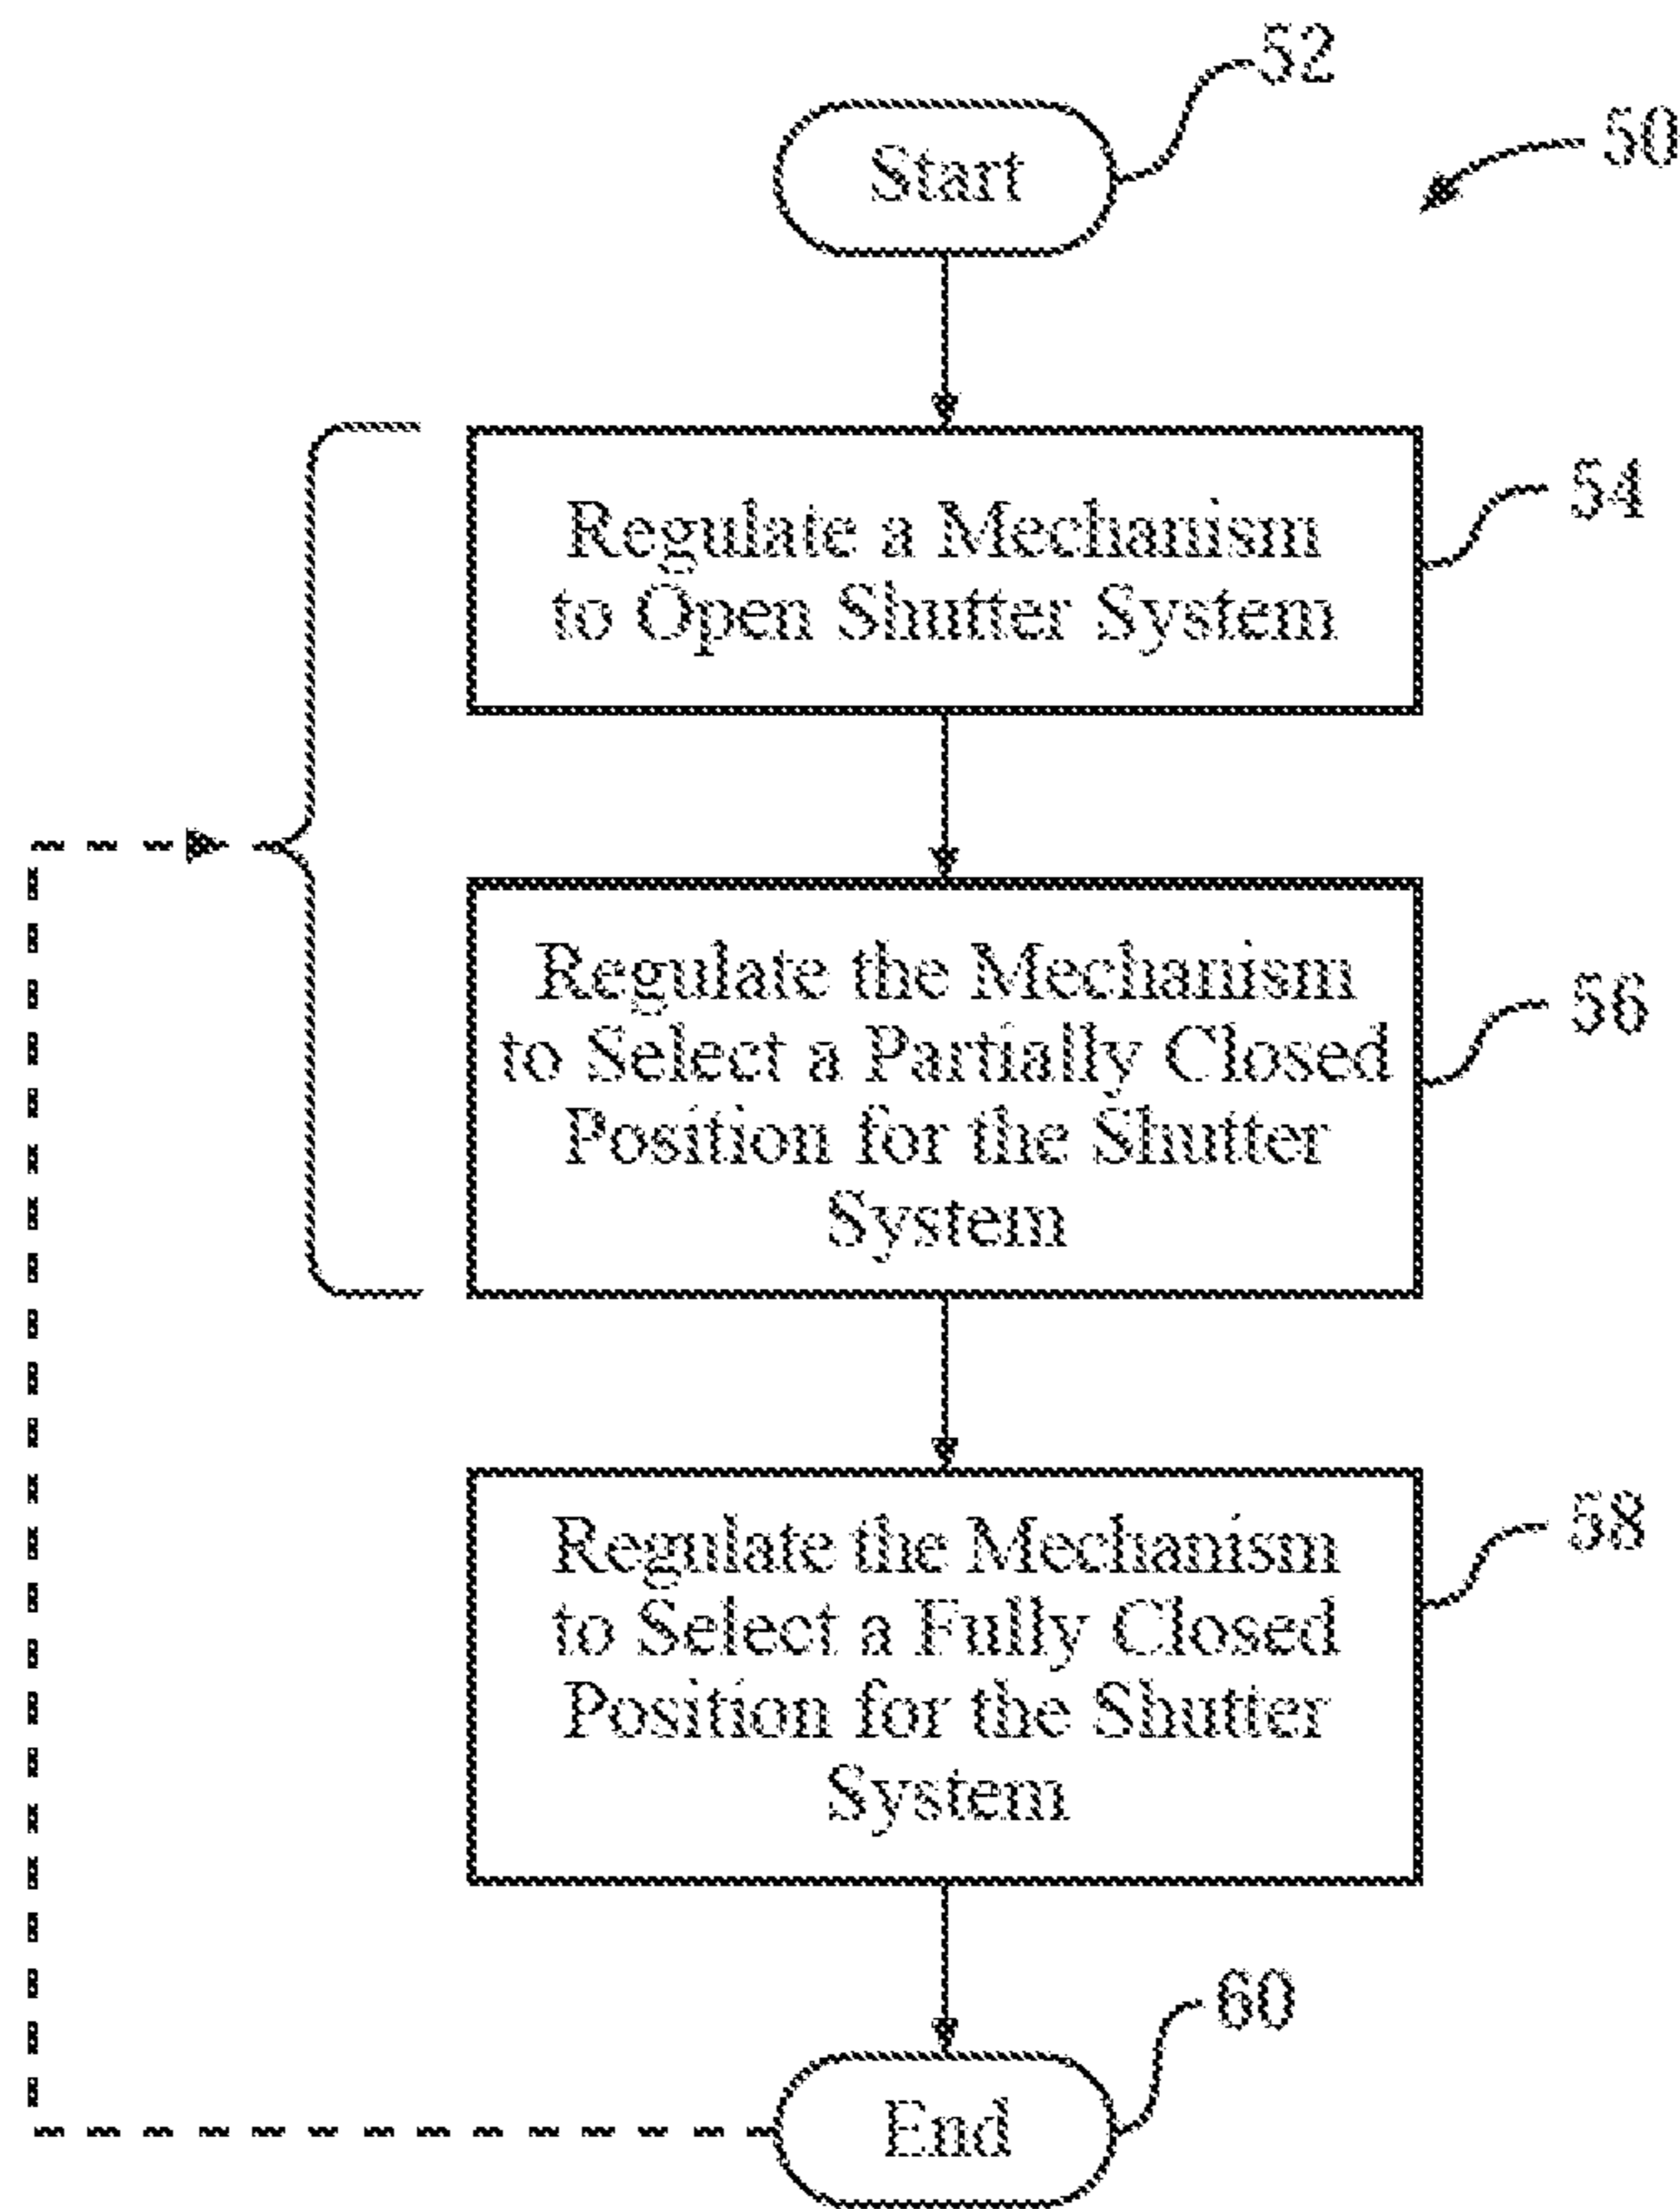 52
50
Start
54
Regulate a Mechanism
to Open Shutter System
56
Regulate the Mechanism
to Select a Partially Closed
Position for the Shutter
System
58
Regulate the Mechanism
to Select a Fully Closed
Position for the Shutter
System
60
End